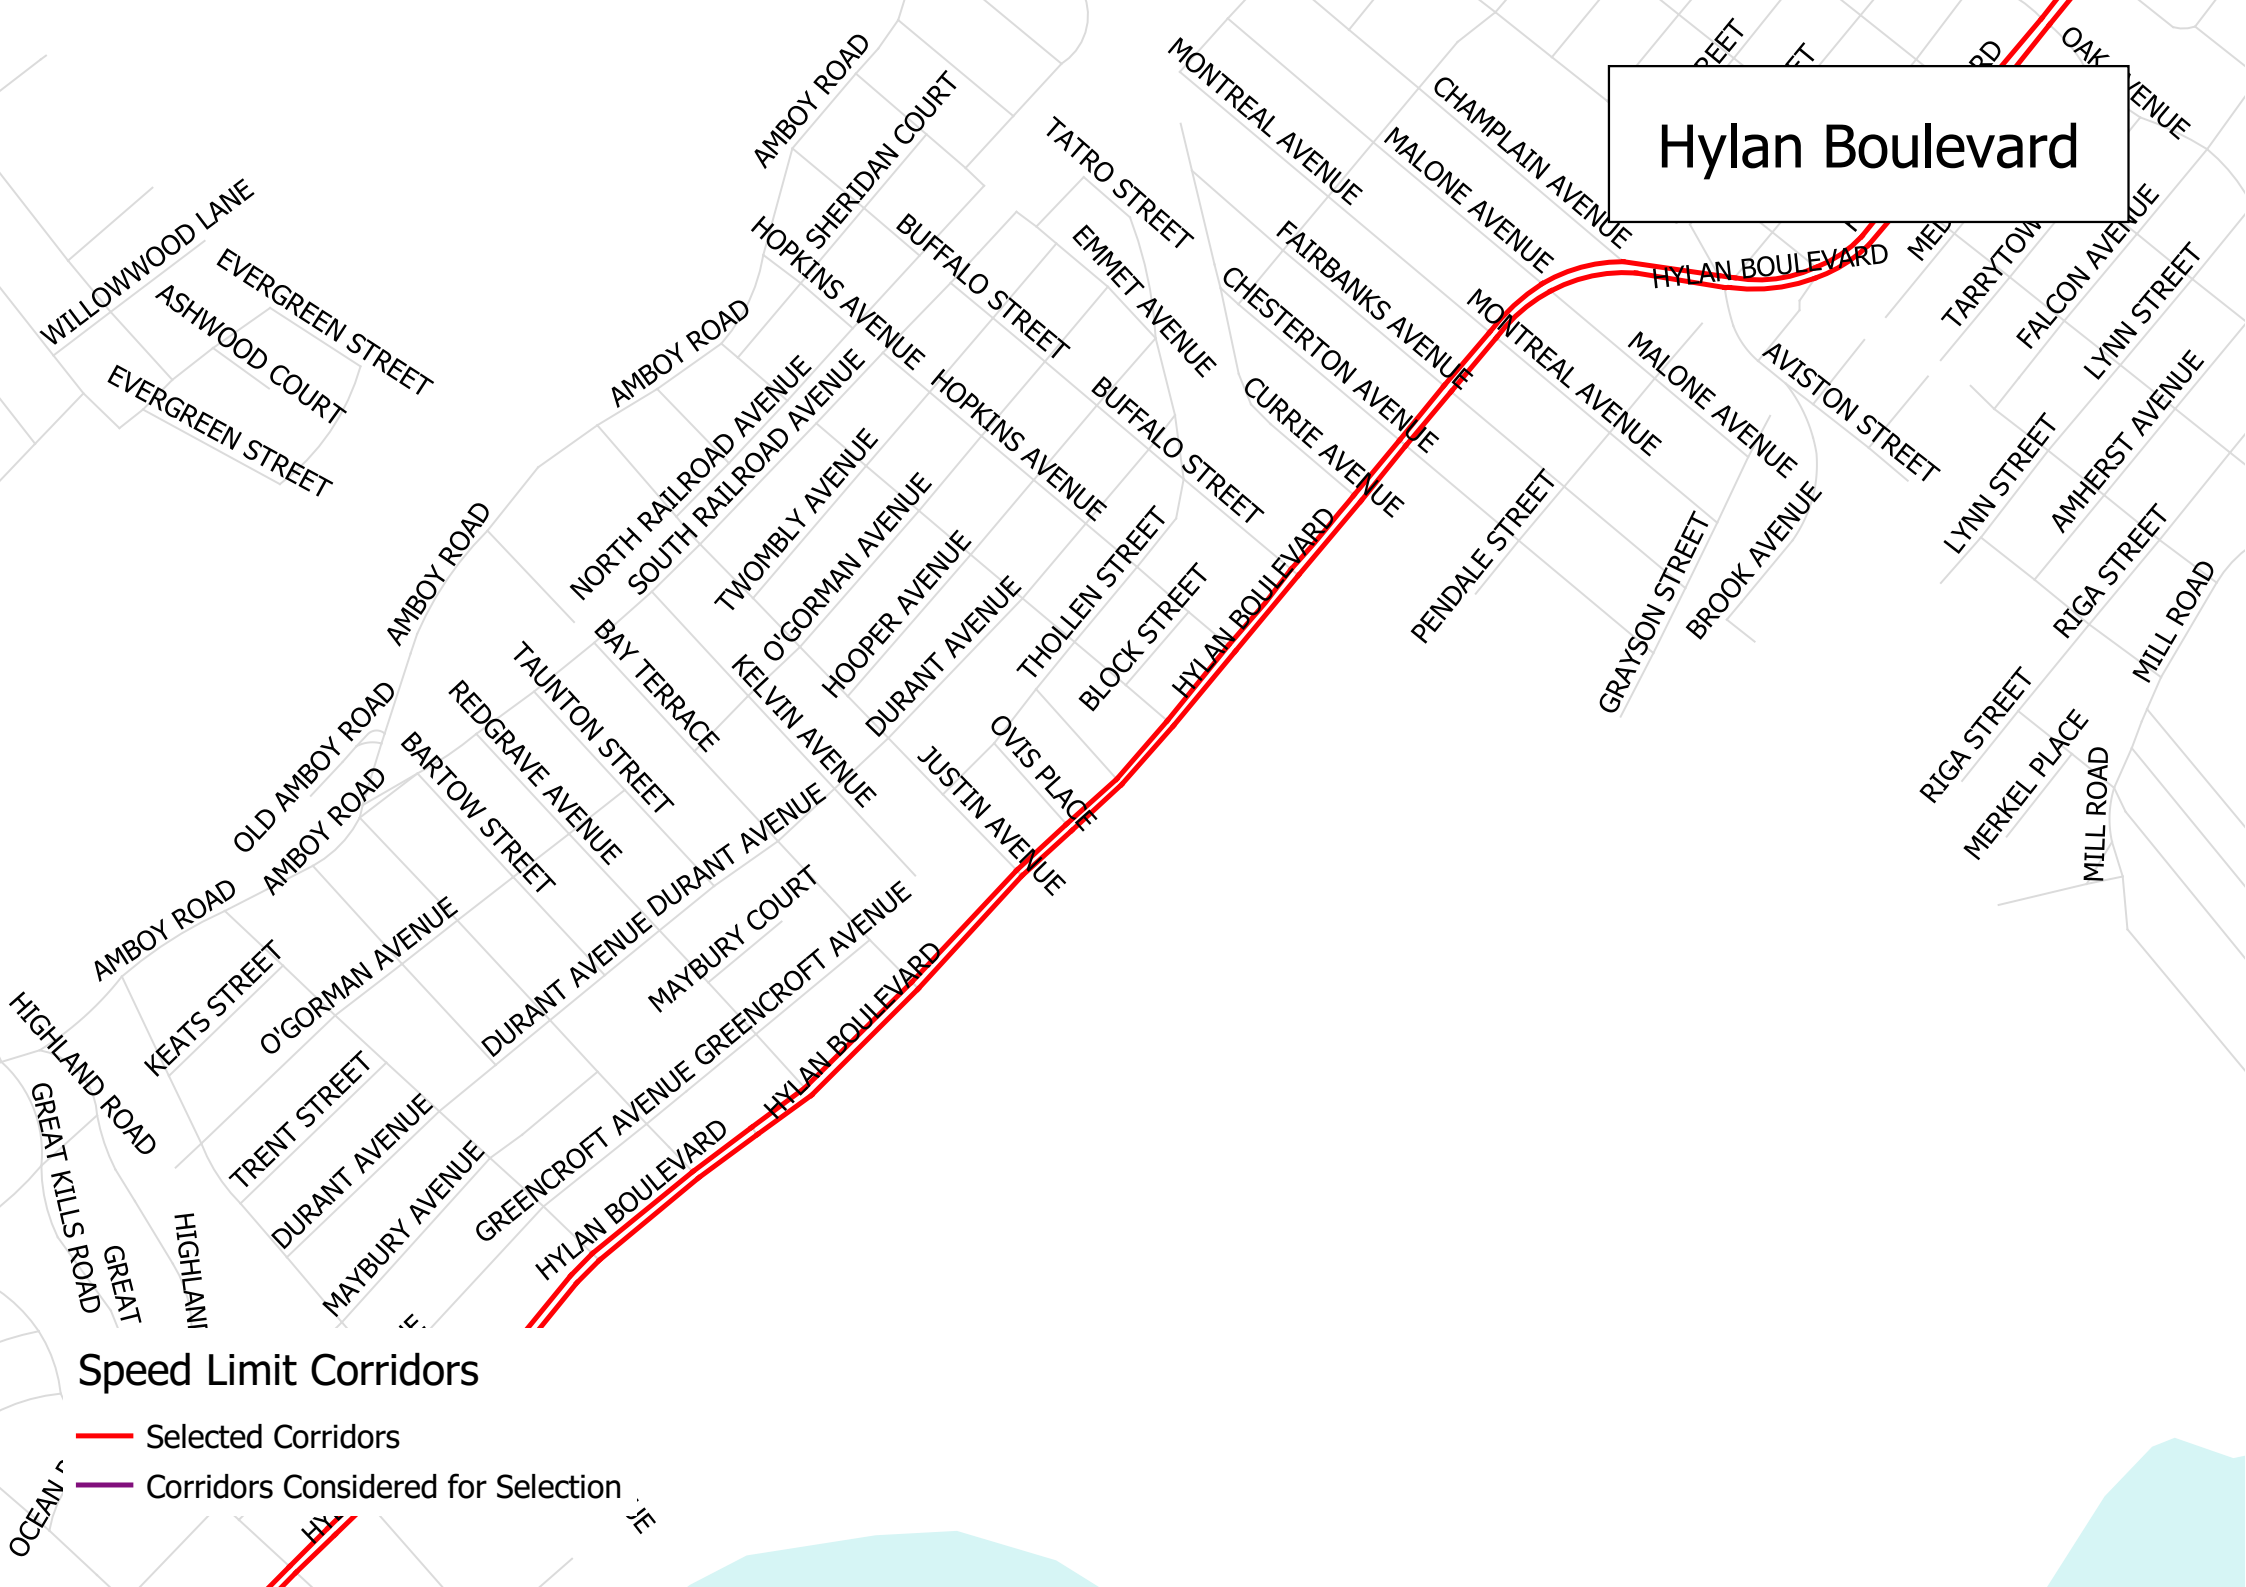 AMBOY ROAD
SHERIDAN COURT
MONTREAL AVENUE
TATRO STREET
CHAMPLAIN AVENUE
MALONE AVENUE
Hylan Boulevard
OAK
WILLOWWOOD LANE
EVERGREEN STREET
ASHWOOD COURT
EVERGREEN STREET
HOPKINS AVENUE
BUFFALO STREET
EMMET AVENUE
FAIRBANKS AVENUE
CHESTERTON AVENUE
HYLAN BOULEVARD
FALCON AVENUE
LYNN STREET
AMBOY ROAD
MONTREAL AVENUE
MALONE AVENUE
AVISTON STREET
AMHERST AVENUE
NORTH RAILROAD AVENUE
SOUTH RAILROAD AVENUE
HOPKINS AVENUE
BUFFALO STREET
CURRIE AVENUE
TWOMBLY AVENUE
O'GORMAN AVENUE
HOOPER AVENUE
DURANT AVENUE
THOLLEN STREET
BLOCK STREET
HYLAN BOULEVARD
PENDALE STREET
GRAYSON STREET
BROOK AVENUE
LYNN STREET
RIGA STREET
MILL ROAD
AMBOY ROAD
BAY TERRACE
TAUNTON STREET
KELVIN AVENUE
REDGRAVE AVENUE
BARTOW STREET
OLD AMBOY ROAD
AMBOY ROAD
OVIS PLACE
JUSTIN AVENUE
RIGA STREET
MERKEL PLACE
MILL ROAD
DURANT AVENUE
AMBOY ROAD
MAYBURY COURT
O'GORMAN AVENUE
DURANT AVENUE
GREENCROFT AVENUE
KEATS STREET
HYLAN BOULEVARD
HIGHLAND ROAD
TRENT STREET
DURANT AVENUE
GREENCROFT AVENUE
MAYBURY AVENUE
HYLAN BOULEVARD
GREAT KILLS ROAD
GREAT
Speed Limit Corridors
Selected Corridors
Corridors Considered for Selection
OCEAN